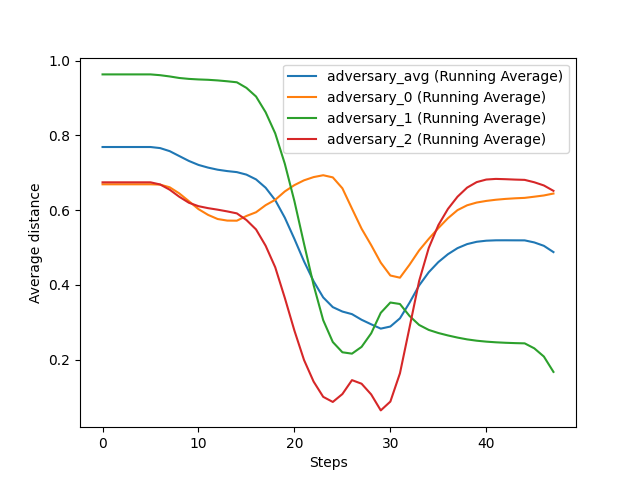 1.0
0.8
0.6
0.4
0.2
Average distance
adversary_avg (Running Average)
adversary_0 (Running Average)
adversary_1 (Running Average)
adversary_2 (Running Average)
0 10 20 30 40
Steps